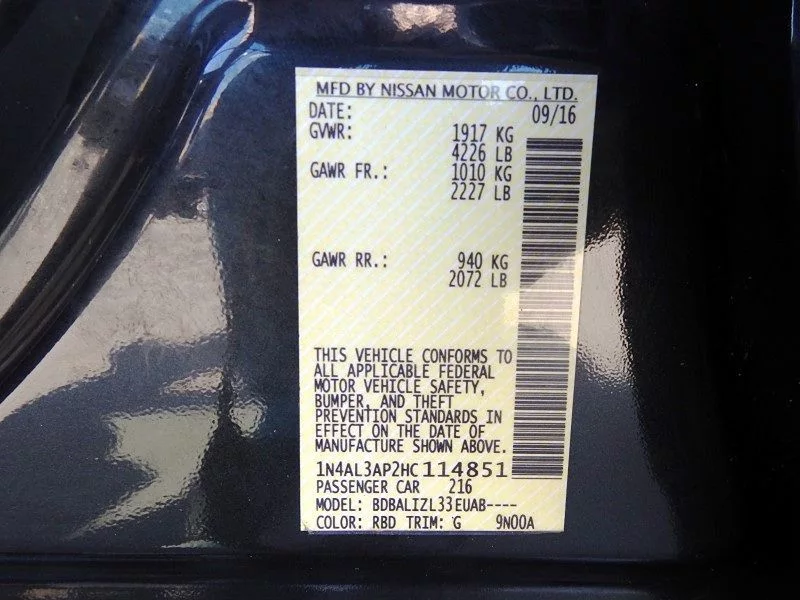 MFD BY NISSAN MOTOR CO., LTD.
DATE: 09/16
GVWR: 1917 KG
4226 LB
GAWR FR.: 1010 KG
2227 LB
GAWR RR.: 940 KG
2072 LB
THIS VEHICLE CONFORMS TO
ALL APPLICABLE FEDERAL
MOTOR VEHICLE SAFETY,
BUMPER, AND THEFT
PREVENTION STANDARDS IN
EFFECT ON THE DATE OF
MANUFACTURE SHOWN ABOVE.
1N4AL3AP2HC114851
PASSENGER CAR 216
MODEL: BDBALIZL33EUAB----
COLOR: RBD TRIM: G 9N00A